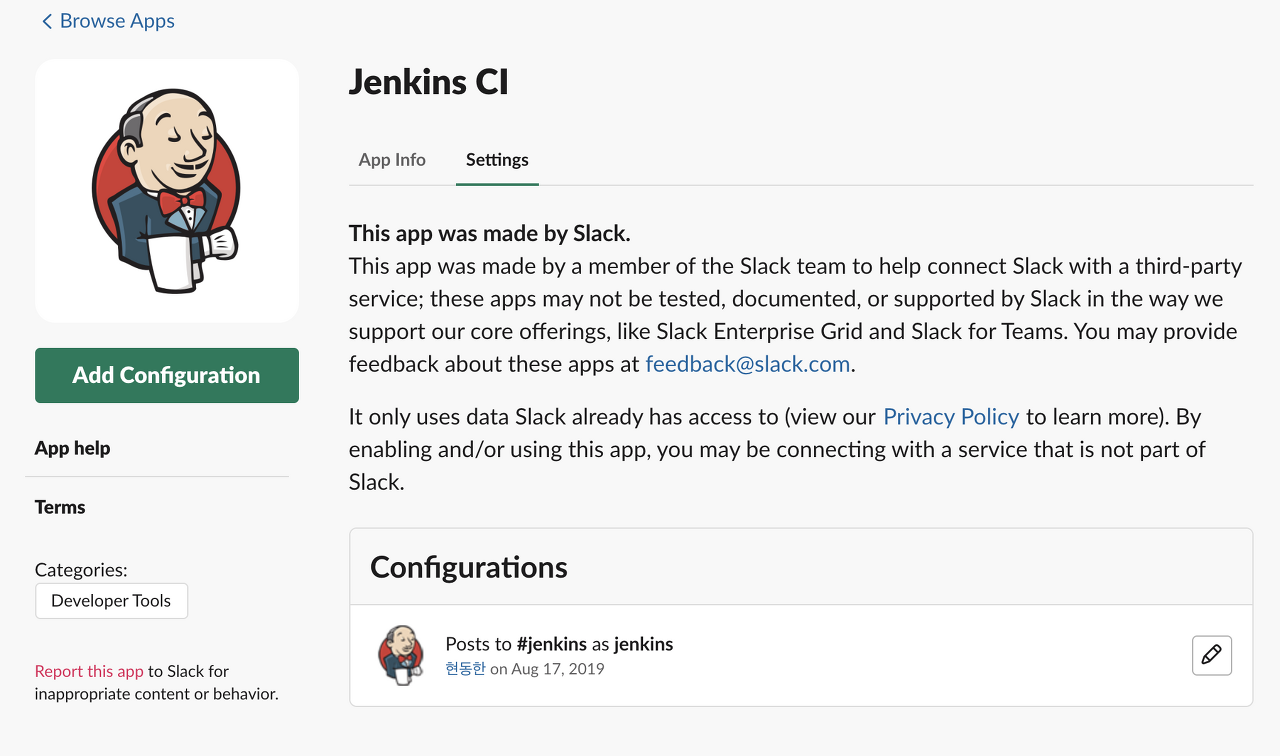 Browse Apps
Jenkins CI
App Info
Settings
This app was made by Slack.
This app was made by a member of the Slack team to help connect Slack with a third-party
service; these apps may not be tested, documented, or supported by Slack in the way we
support our core offerings, like Slack Enterprise Grid and Slack for Teams. You may provide
feedback about these apps at feedback@slack.com.
It only uses data Slack already has access to (view our Privacy Policy to learn more). By
enabling and/or using this app, you may be connecting with a service that is not part of
Slack.
Add Configuration
App help
Terms
Categories:
Developer Tools
Report this app to Slack for
inappropriate content or behavior.
Configurations
Posts to #jenkins as jenkins
현동한 on Aug 17, 2019